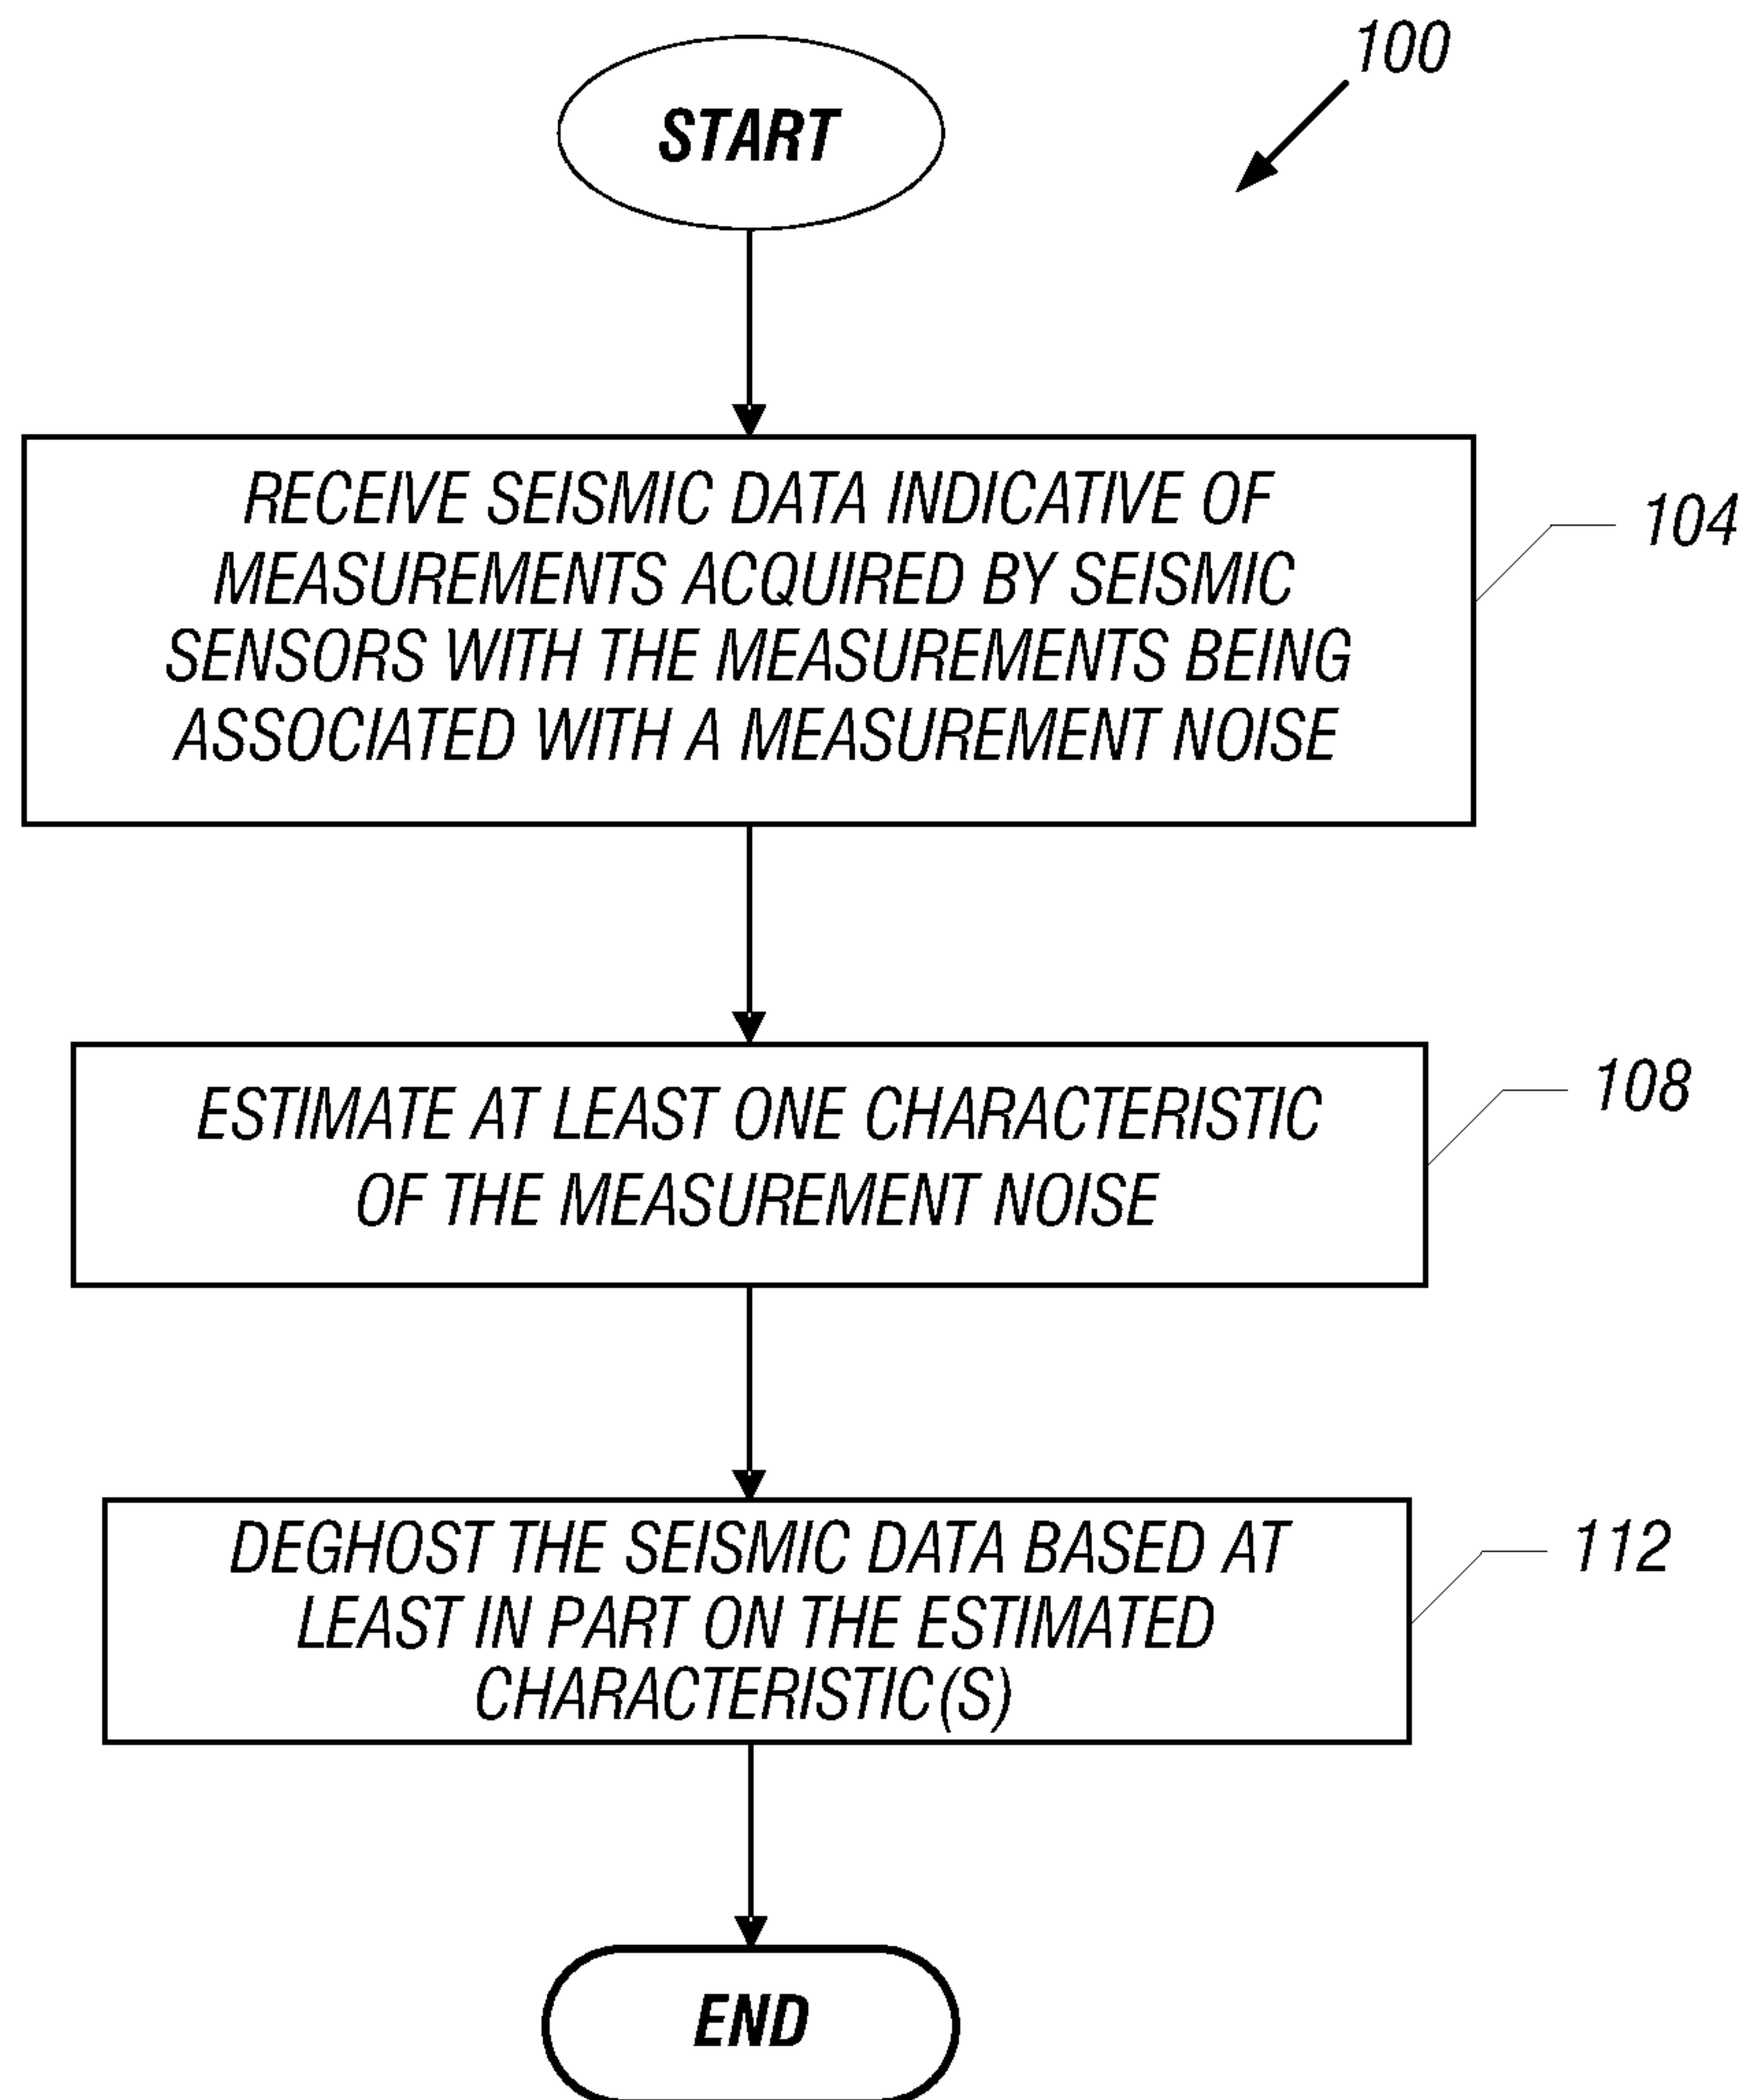 100
START
RECEIVE SEISMIC DATA INDICATIVE OF
MEASUREMENTS ACQUIRED BY SEISMIC
SENSORS WITH THE MEASUREMENTS BEING
ASSOCIATED WITH A MEASUREMENT NOISE
104
ESTIMATE AT LEAST ONE CHARACTERISTIC
OF THE MEASUREMENT NOISE
108
DEGHOST THE SEISMIC DATA BASED AT
LEAST IN PART ON THE ESTIMATED
CHARACTERISTIC(S)
112
END